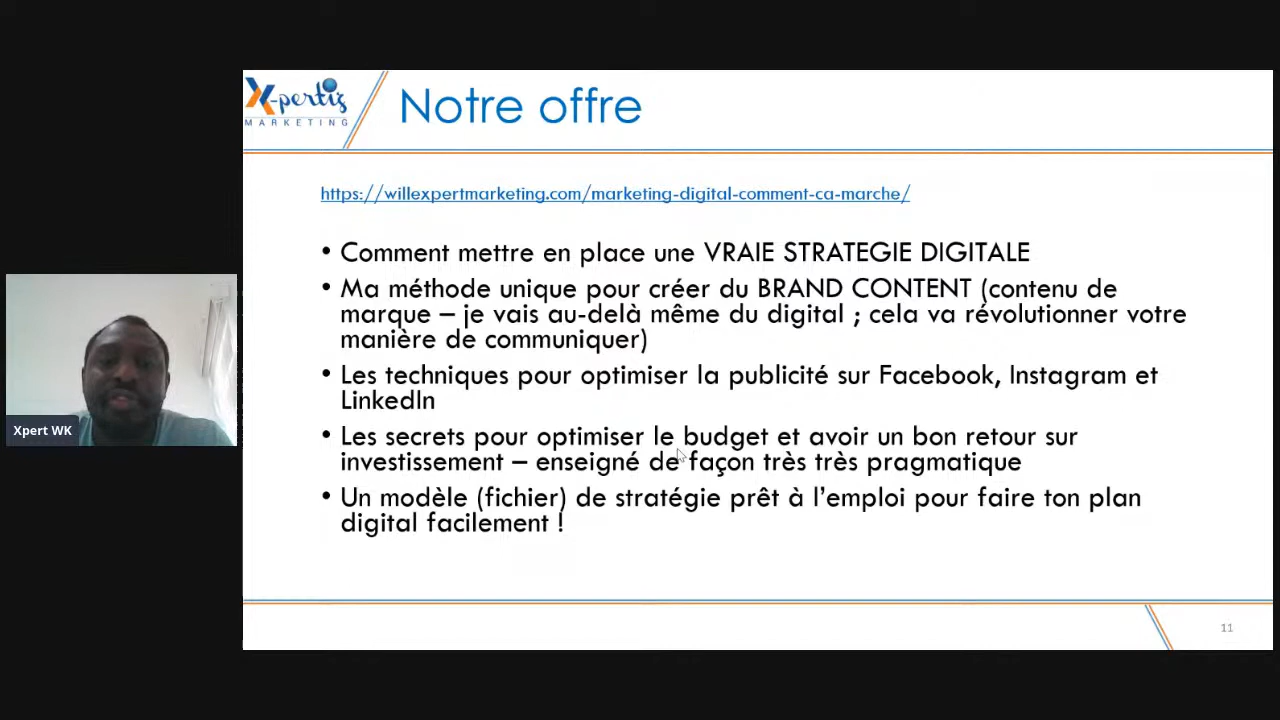 X-pertis
MARKETING
Notre offre
https://willexpertmarketing.com/marketing-digital-comment-ca-marche/
• Comment mettre en place une VRAIE STRATEGIE DIGITALE
• Ma méthode unique pour créer du BRAND CONTENT (contenu de
marque – je vais au-delà même du digital ; cela va révolutionner votre
manière de communiquer)
• Les techniques pour optimiser la publicité sur Facebook, Instagram et
LinkedIn
• Les secrets pour optimiser le budget et avoir un bon retour sur
investissement – enseigné de façon très très pragmatique
• Un modèle (fichier) de stratégie prêt à l’emploi pour faire ton plan
digital facilement !
Xpert WK
11